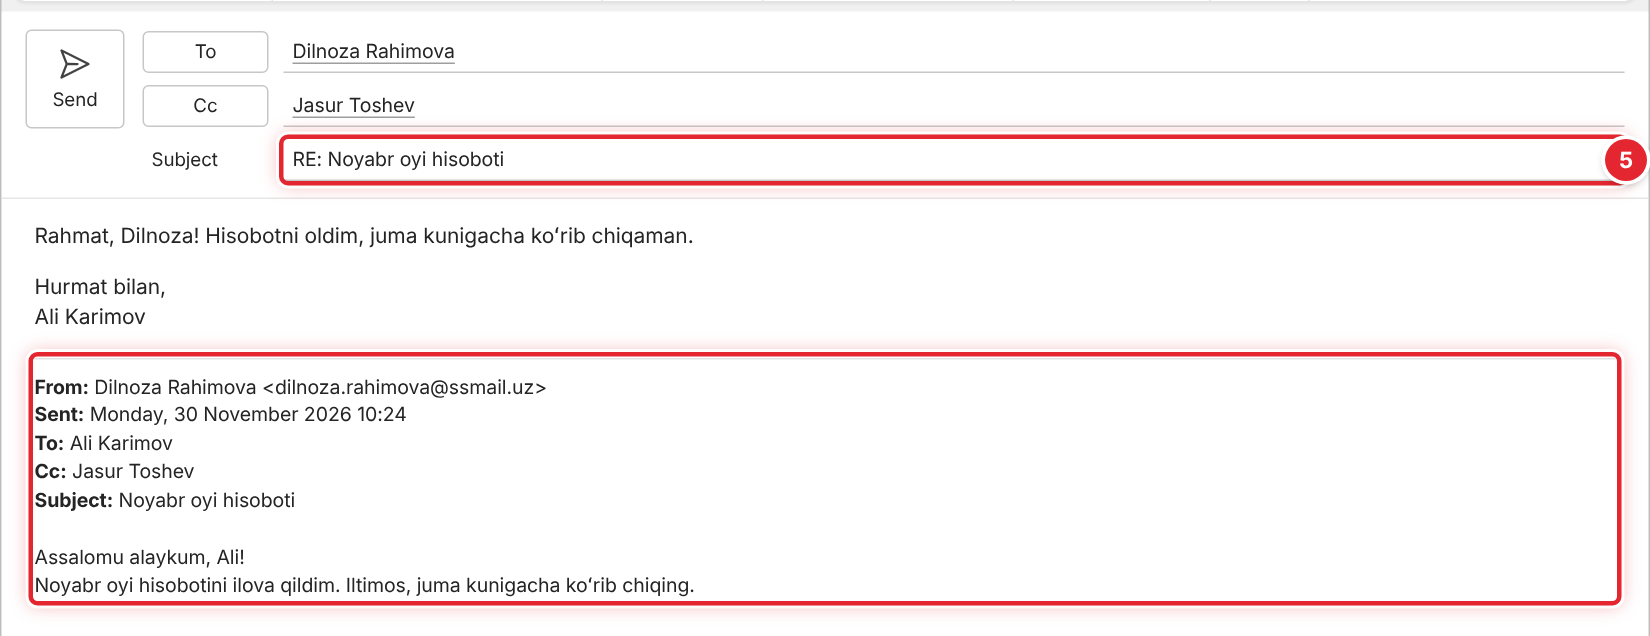 To
Dilnoza Rahimova
Send
Cc
Jasur Toshev
Subject
RE: Noyabr oyi hisoboti
5
Rahmat, Dilnoza! Hisobotni oldim, juma kunigacha koʻrib chiqaman.
Hurmat bilan,
Ali Karimov
From: Dilnoza Rahimova <dilnoza.rahimova@ssmail.uz>
Sent: Monday, 30 November 2026 10:24
To: Ali Karimov
Cc: Jasur Toshev
Subject: Noyabr oyi hisoboti
Assalomu alaykum, Ali!
Noyabr oyi hisobotini ilova qildim. Iltimos, juma kunigacha koʻrib chiqing.